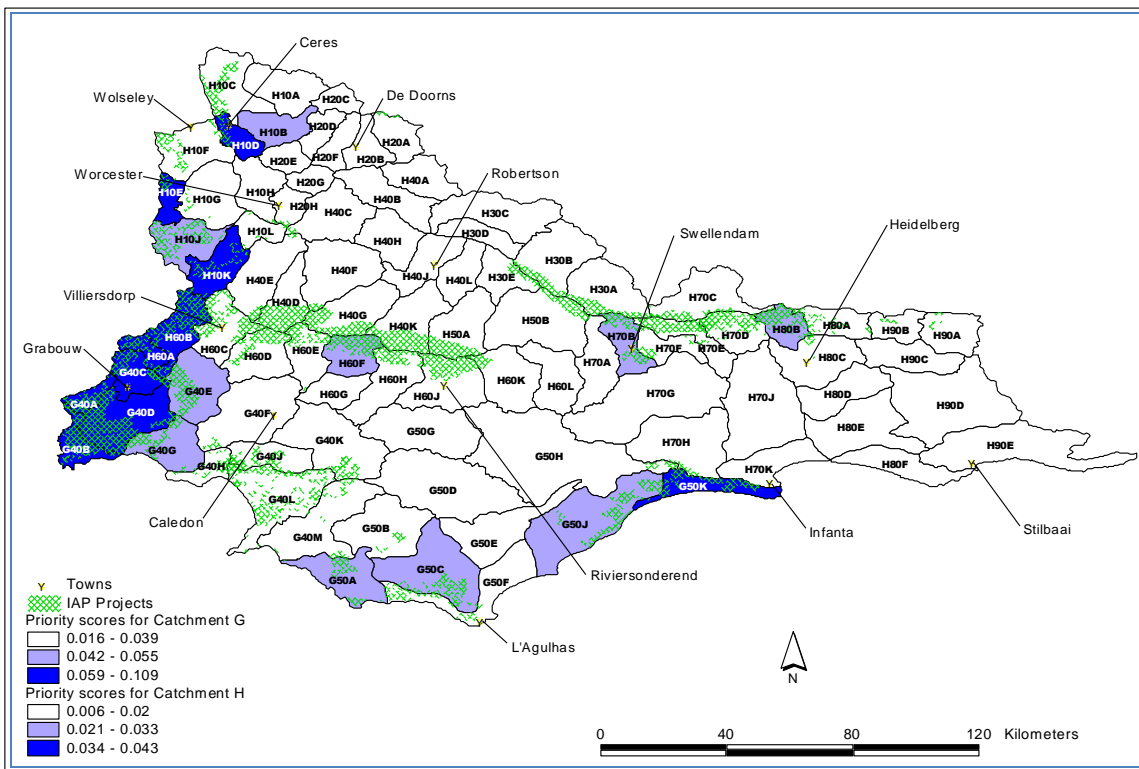 Ceres
H10C
Wolseley
H10A
H20C
De Doorns
H10B
H20D
H10D
H10F
H20A
H20E
H20F
H20B
Worcester
H20G
H40A
Robertson
H10E
H10G
H10H
H20H
H40B
H40C
H30C
Heidelberg
H10J
H10L
H30D
Swellendam
H40H
H10K
H40E
H40F
H40J
H40L
H30E
H30B
H30A
Villiersdorp
H40D
H70C
H40G
H40K
H50A
H50B
H60B
H70B
H70D
H80B
H80A
H90B
H90A
Grabouw
H60A
H60C
H60D
H60E
H60F
H70A
H70F
H70E
H80C
H90C
G40C
G40E
H60H
H60K
H60L
G40A
G40D
H60G
H60J
H70G
H70J
H80D
H90D
G40F
G40B
G40G
G40K
G50G
H70H
H80E
G40H
G40J
G50H
H90E
H70K
H80F
G40L
G50D
G50K
Caledon
G50B
G50J
Infanta
Stilbaai
G40M
G50E
G50C
G50A
G50F
Riviersonderend
Towns
IAP Projects
Priority scores for Catchment G
0.016 - 0.039
0.042 - 0.055
0.059 - 0.109
L'Agulhas
N
Priority scores for Catchment H
0.006 - 0.02
0.021 - 0.033
0.034 - 0.043
0 40 80 120 Kilometers